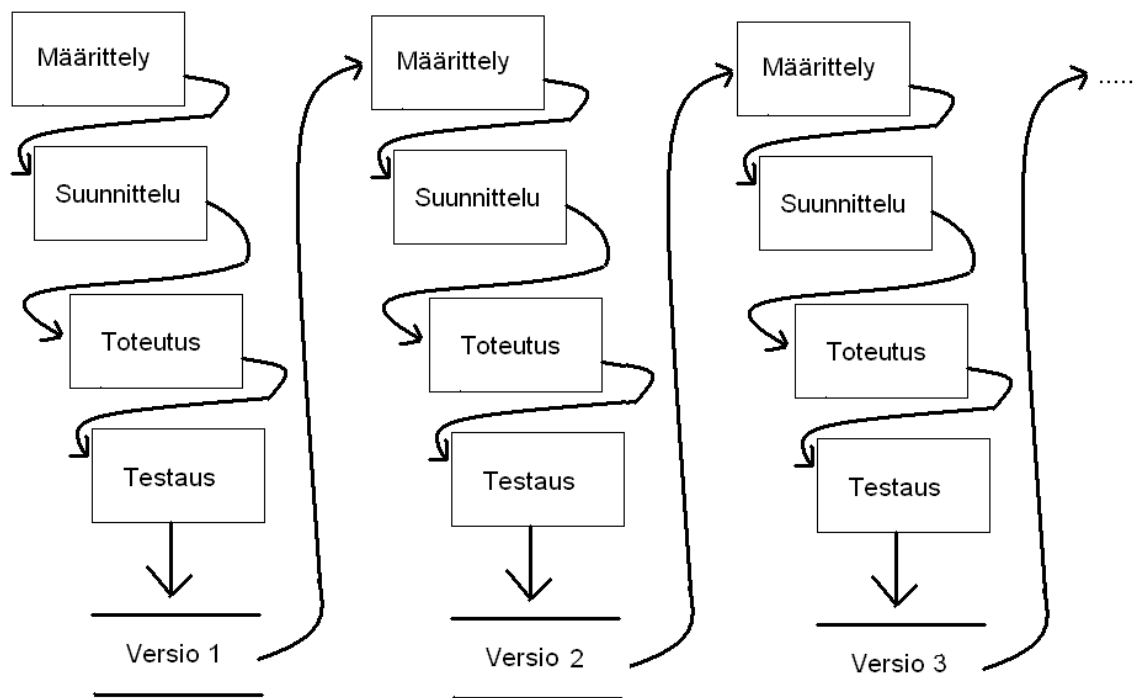 Määrittely
Suunnittelu
Toteutus
Testaus
Versio 1
Määrittely
Suunnittelu
Toteutus
Testaus
Versio 2
Määrittely
Suunnittelu
Toteutus
Testaus
Versio 3
.....